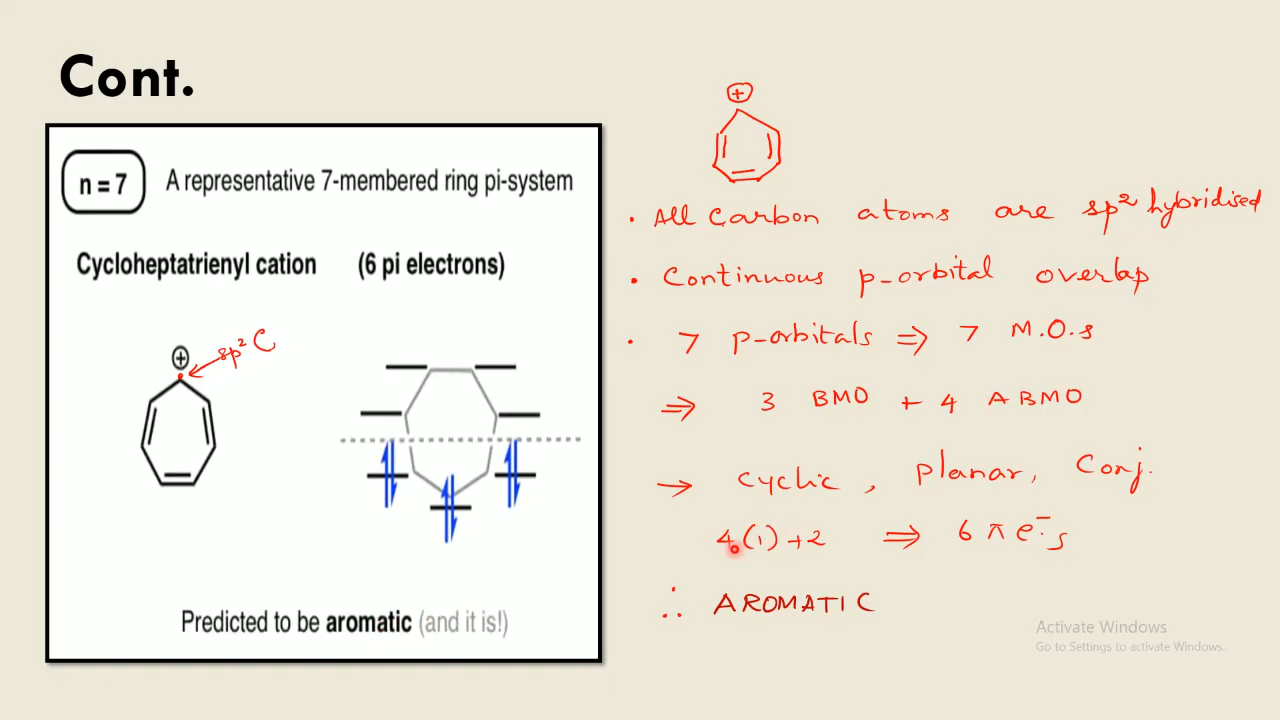 Cont.
n = 7
A representative 7-membered ring pi-system
Cycloheptatrienyl cation (6 pi electrons)
+
sp² C
Predicted to be aromatic (and it is!)
+
• All Carbon atoms are sp² hybridised
• Continuous p-orbital overlap
• 7 p-orbitals ⇒ 7 M.O.s
⇒ 3 BMO + 4 ABMO
→ Cyclic, planar, Conj.
4(1)+2 ⇒ 6 π e⁻s
∴ AROMATIC
Activate Windows
Go to Settings to activate Windows.